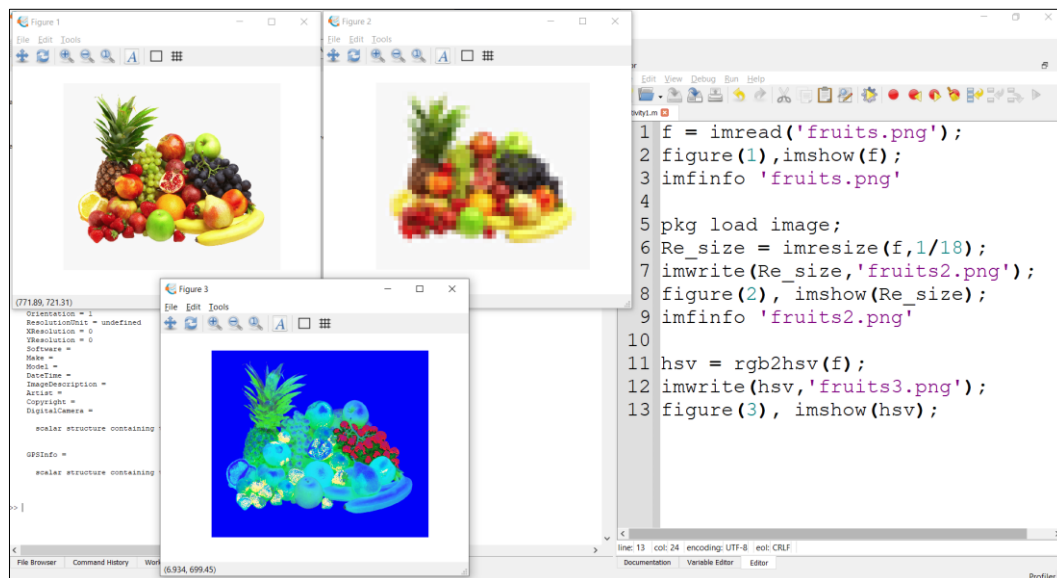 Figure 1
File Edit Tools
A
(771.89, 721.31)
Figure 2
File Edit Tools
A
Figure 3
File Edit Tools
A
(6.934, 699.45)
Orientation = 1
ResolutionUnit = undefined
XResolution = 0
YResolution = 0
Software =
Make =
Model =
DateTime =
ImageDescription =
Artist =
Copyright =
DigitalCamera =
scalar structure containing
GPSInfo =
scalar structure containing
>>
File Browser Command History
Edit View Debug Run Help
1 f = imread('fruits.png');
2 figure(1),imshow(f);
3 imfinfo 'fruits.png'
4
5 pkg load image;
6 Re_size = imresize(f,1/18);
7 imwrite(Re_size,'fruits2.png');
8 figure(2), imshow(Re_size);
9 imfinfo 'fruits2.png'
10
11 hsv = rgb2hsv(f);
12 imwrite(hsv,'fruits3.png');
13 figure(3), imshow(hsv);
line: 13 col: 24 encoding: UTF-8 eol: CRLF
Documentation Variable Editor Editor
Profiler